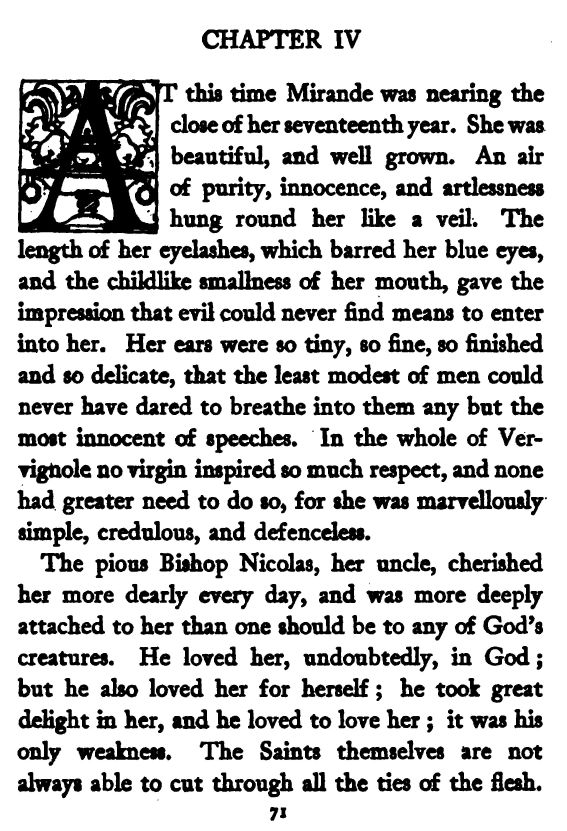 CHAPTER IV
AT this time Mirande was nearing the
close of her seventeenth year. She was
beautiful, and well grown. An air
of purity, innocence, and artlessness
hung round her like a veil. The
length of her eyelashes, which barred her blue eyes,
and the childlike smallness of her mouth, gave the
impression that evil could never find means to enter
into her. Her ears were so tiny, so fine, so finished
and so delicate, that the least modest of men could
never have dared to breathe into them any but the
most innocent of speeches. In the whole of Ver-
vignole no virgin inspired so much respect, and none
had greater need to do so, for she was marvellously
simple, credulous, and defenceless.
The pious Bishop Nicolas, her uncle, cherished
her more dearly every day, and was more deeply
attached to her than one should be to any of God's
creatures. He loved her, undoubtedly, in God ;
but he also loved her for herself ; he took great
delight in her, and he loved to love her ; it was his
only weakness. The Saints themselves are not
always able to cut through all the ties of the flesh.
71